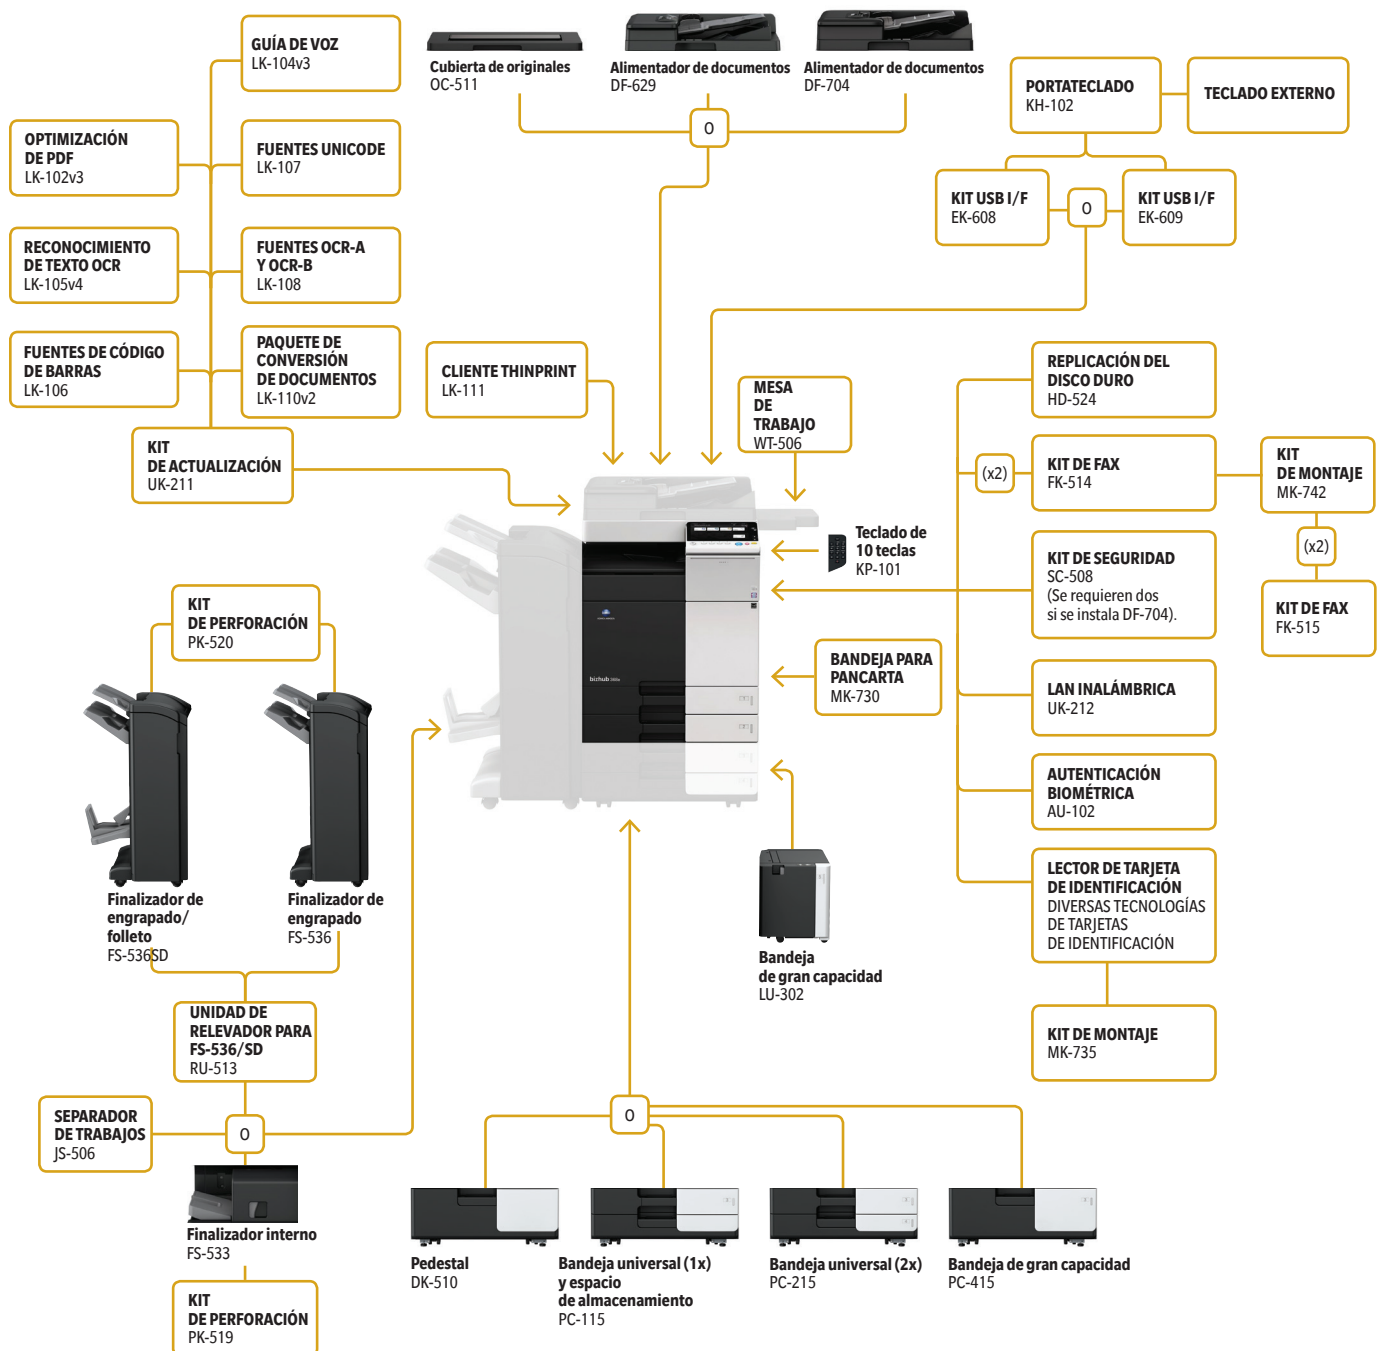 GUÍA DE VOZ
LK-104v3
Cubierta de originales
OC-511
Alimentador de documentos
DF-629
Alimentador de documentos
DF-704
PORTATECLADO
KH-102
TECLADO EXTERNO
O
OPTIMIZACIÓN
DE PDF
LK-102v3
FUENTES UNICODE
LK-107
KIT USB I/F
EK-608
O
KIT USB I/F
EK-609
RECONOCIMIENTO
DE TEXTO OCR
LK-105v4
FUENTES OCR-A
Y OCR-B
LK-108
FUENTES DE CÓDIGO
DE BARRAS
LK-106
PAQUETE DE
CONVERSIÓN
DE DOCUMENTOS
LK-110v2
CLIENTE THINPRINT
LK-111
MESA
DE
TRABAJO
WT-506
REPLICACIÓN DEL
DISCO DURO
HD-524
KIT
DE ACTUALIZACIÓN
UK-211
(x2)
KIT DE FAX
FK-514
KIT
DE MONTAJE
MK-742
(x2)
KIT DE FAX
FK-515
Teclado de
10 teclas
KP-101
KIT DE SEGURIDAD
SC-508
(Se requieren dos
si se instala DF-704).
KIT
DE PERFORACIÓN
PK-520
bizhub
BANDEJA PARA
PANCARTA
MK-730
LAN INALÁMBRICA
UK-212
AUTENTICACIÓN
BIOMÉTRICA
AU-102
LECTOR DE TARJETA
DE IDENTIFICACIÓN
DIVERSAS TECNOLOGÍAS
DE TARJETAS
DE IDENTIFICACIÓN
KIT DE MONTAJE
MK-735
Finalizador de
engrapado/
folleto
FS-536SD
Finalizador de
engrapado
FS-536
Bandeja
de gran capacidad
LU-302
UNIDAD DE
RELEVADOR PARA
FS-536/SD
RU-513
SEPARADOR
DE TRABAJOS
JS-506
O
O
Finalizador interno
FS-533
KIT
DE PERFORACIÓN
PK-519
Pedestal
DK-510
Bandeja universal (1x)
y espacio
de almacenamiento
PC-115
Bandeja universal (2x)
PC-215
Bandeja de gran capacidad
PC-415